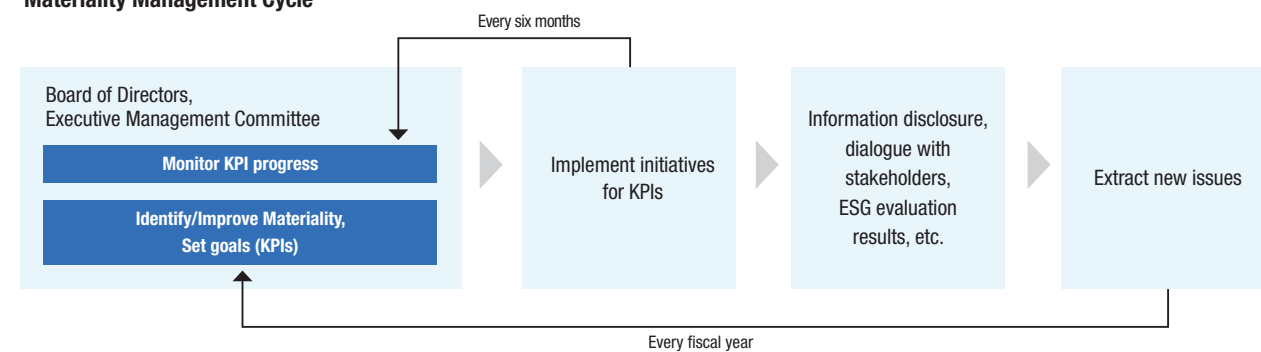 Materiality Management Cycle
Every six months
Board of Directors,
Executive Management Committee
Monitor KPI progress
Identify/Improve Materiality,
Set goals (KPIs)
Implement initiatives
for KPIs
Information disclosure,
dialogue with
stakeholders,
ESG evaluation
results, etc.
Extract new issues
Every fiscal year